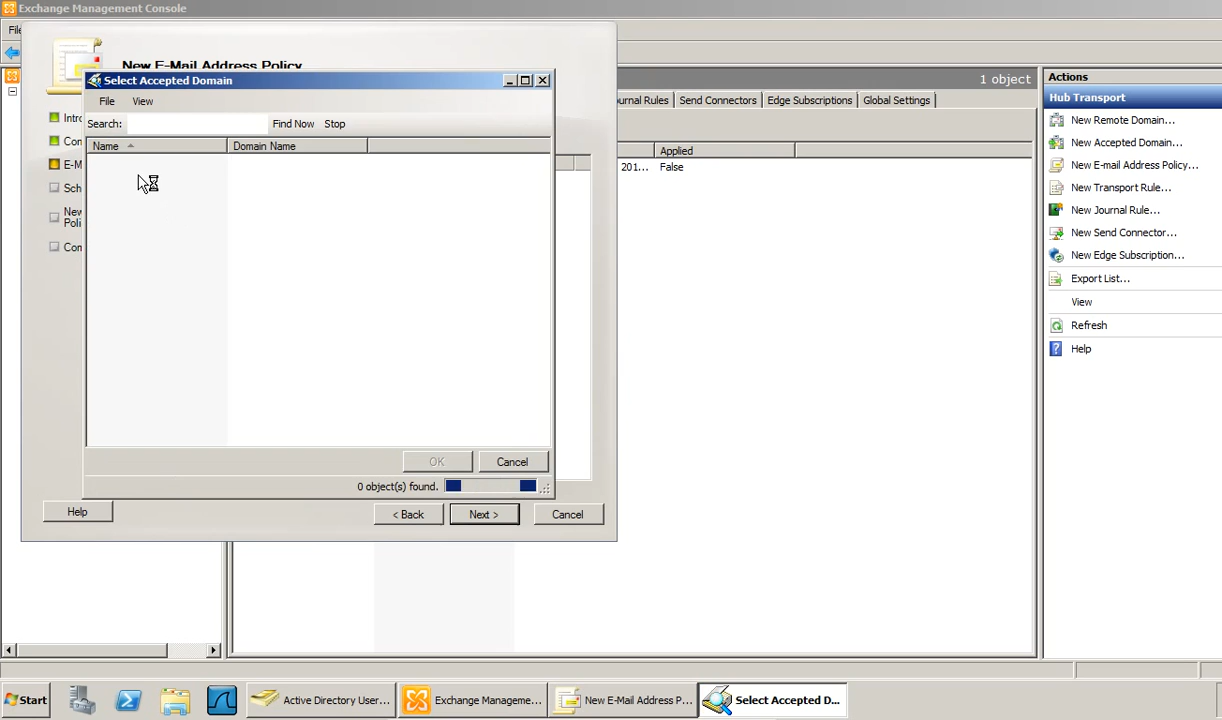 Exchange Management Console
File
New E-Mail Address Policy
Select Accepted Domain
1 object
Actions
File View
Hub Transport
Journal Rules Send Connectors Edge Subscriptions Global Settings
Intro
Search: Find Now Stop
New Remote Domain...
Con
Name Domain Name
New Accepted Domain...
Applied
E-M
201... False
New E-mail Address Policy...
Sch
New Transport Rule...
New
Poli
New Journal Rule...
New Send Connector...
Com
New Edge Subscription...
Export List...
View
Refresh
Help
OK Cancel
0 object(s) found.
Help < Back Next > Cancel
Start Active Directory User... Exchange Manageme... New E-Mail Address P... Select Accepted D...